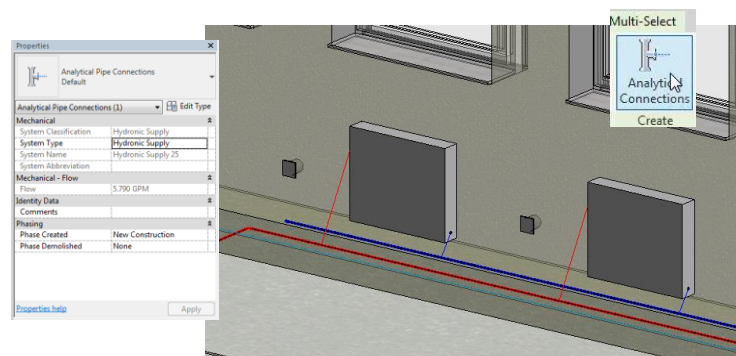 Properties
Analytical Pipe Connections
Default
Analytical Pipe Connections (1) Edit Type
Mechanical
System Classification Hydronic Supply
System Type Hydronic Supply
System Name Hydronic Supply 25
System Abbreviation
Mechanical - Flow
Flow 5.790 GPM
Identity Data
Comments
Phasing
Phase Created New Construction
Phase Demolished None
Properties help Apply
Multi-Select
Analytical
Connections
Create